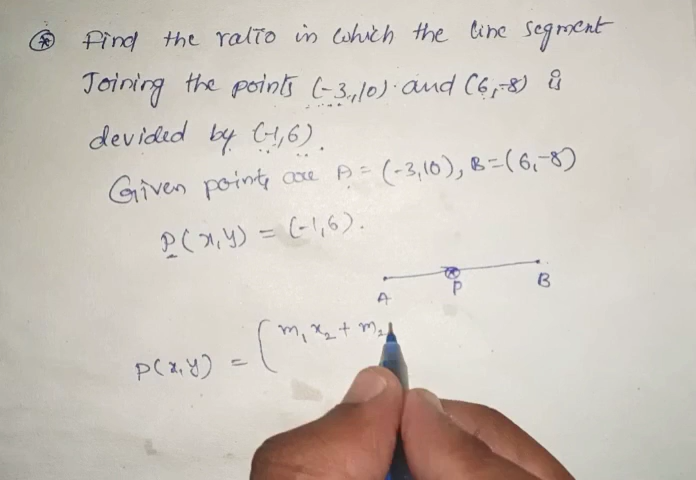 Find the ratio in which the line segment
Joining the points (-3,10) and (6,-8) is
devided by (-1,6).
Given points are A = (-3,10), B = (6,-8)
P(x,y) = (-1,6).
A P B
P(x,y) = ( m₁x₂ + m₂